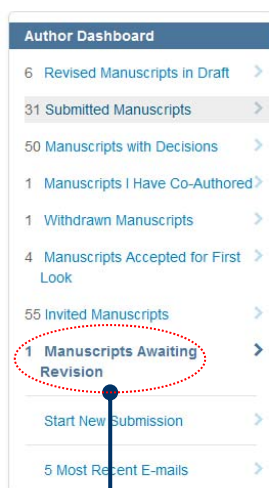 Author Dashboard
6 Revised Manuscripts in Draft
31 Submitted Manuscripts
50 Manuscripts with Decisions
1 Manuscripts I Have Co-Authored
1 Withdrawn Manuscripts
4 Manuscripts Accepted for First
Look
55 Invited Manuscripts
1 Manuscripts Awaiting
Revision
Start New Submission
5 Most Recent E-mails